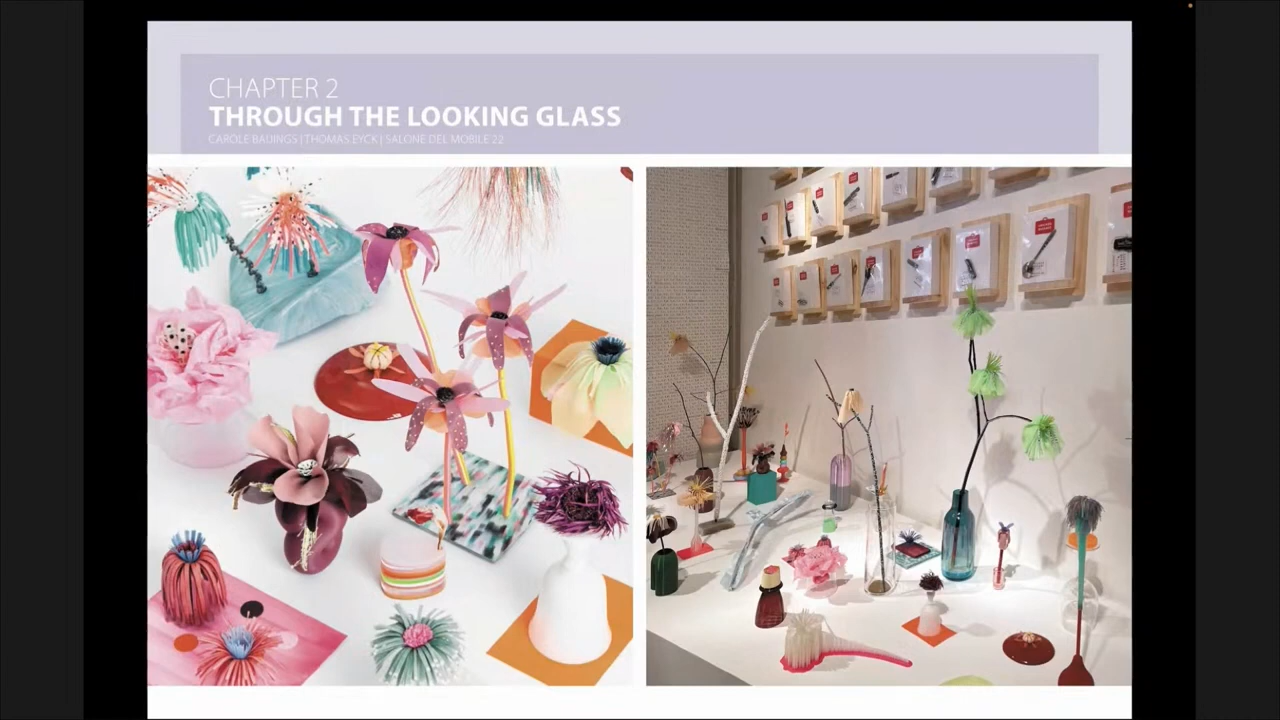 CHAPTER 2
THROUGH THE LOOKING GLASS
CAROLE BAIJINGS | THOMAS EYCK | SALONE DEL MOBILE 22